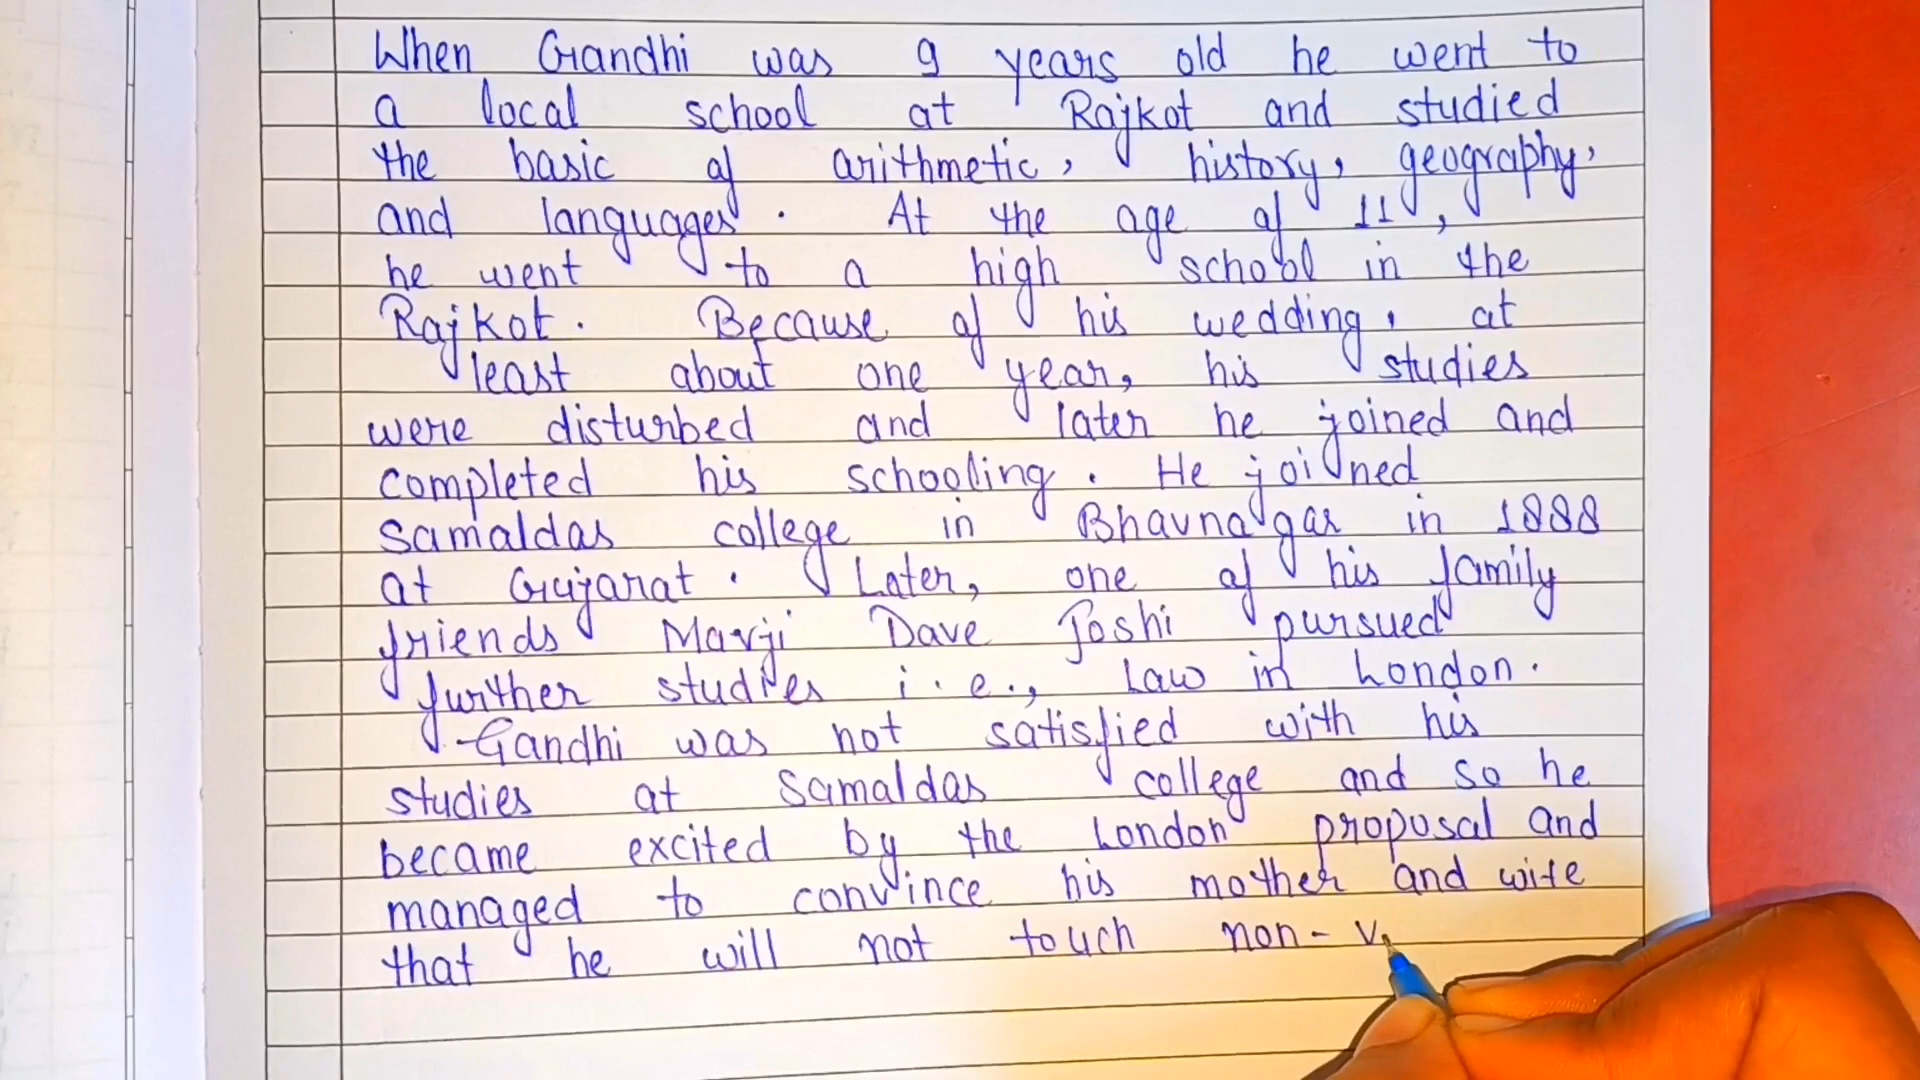 When Gandhi was 9 years old he went to
a local school at Rajkot and studied
the basic of arithmetic, history, geography,
and languages. At the age of 11,
he went to a high school in the
Rajkot. Because of his wedding, at
least about one year, his studies
were disturbed and later he joined and
completed his schooling. He joined
samaldas college in Bhavnagar in 1888
at Gujarat. Later, one of his family
friends Mavji Dave Joshi pursued
further studies i.e., Law in London.
Gandhi was not satisfied with his
studies at Samaldas college and so he
became excited by the London proposal and
managed to convince his mother and wife
that he will not touch non-v